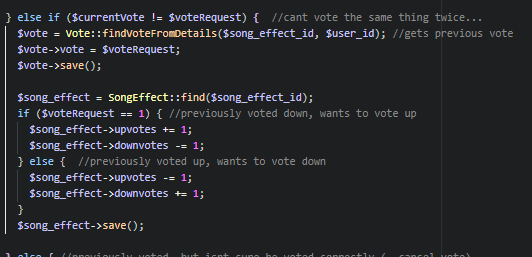 } else if ($currentVote != $voteRequest) {  //cant vote the same thing twice...
$vote = Vote::findVoteFromDetails($song_effect_id, $user_id); //gets previous vote
$vote->vote = $voteRequest;
$vote->save();
$song_effect = SongEffect::find($song_effect_id);
if ($voteRequest == 1) { //previously voted down, wants to vote up
$song_effect->upvotes += 1;
$song_effect->downvotes -= 1;
} else {  //previously voted up, wants to vote down
$song_effect->upvotes -= 1;
$song_effect->downvotes += 1;
}
$song_effect->save();
} else { //previously voted, but isnt sure he voted correctly (
cancel vote)